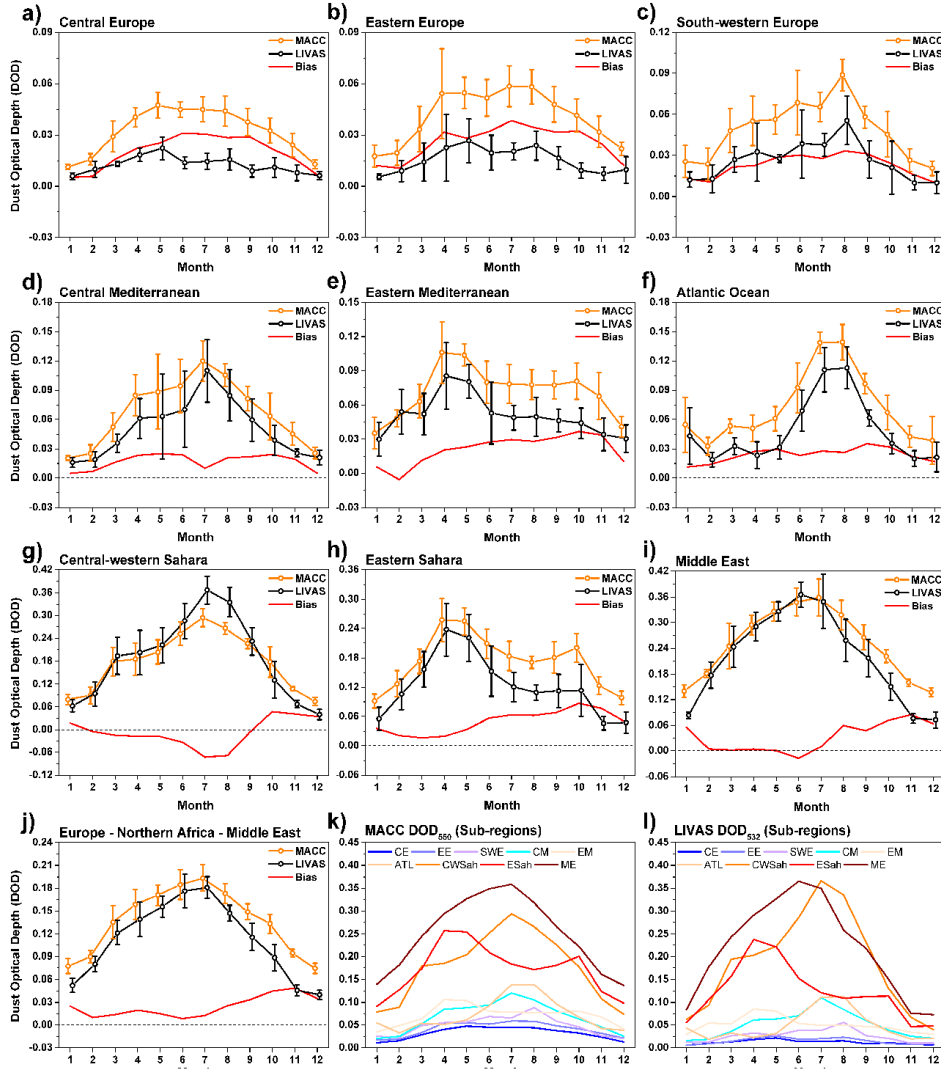 a) Central Europe
MACC
LIVAS
Bias
Dust Optical Depth (DOD)
0.09
0.06
0.03
0.00
-0.03
1 2 3 4 5 6 7 8 9 10 11 12
Month
b) Eastern Europe
MACC
LIVAS
Bias
0.09
0.06
0.03
0.00
-0.03
1 2 3 4 5 6 7 8 9 10 11 12
Month
c) South-western Europe
MACC
LIVAS
Bias
0.12
0.09
0.06
0.03
0.00
-0.03
1 2 3 4 5 6 7 8 9 10 11 12
Month
d) Central Mediterranean
MACC
LIVAS
Bias
Dust Optical Depth (DOD)
0.18
0.15
0.12
0.09
0.06
0.03
0.00
-0.03
1 2 3 4 5 6 7 8 9 10 11 12
Month
e) Eastern Mediterranean
MACC
LIVAS
Bias
0.15
0.12
0.09
0.06
0.03
0.00
-0.03
1 2 3 4 5 6 7 8 9 10 11 12
Month
f) Atlantic Ocean
MACC
LIVAS
Bias
0.18
0.15
0.12
0.09
0.06
0.03
0.00
-0.03
1 2 3 4 5 6 7 8 9 10 11 12
Month
g) Central-western Sahara
MACC
LIVAS
Bias
Dust Optical Depth (DOD)
0.42
0.36
0.30
0.24
0.18
0.12
0.06
0.00
-0.06
-0.12
1 2 3 4 5 6 7 8 9 10 11 12
Month
h) Eastern Sahara
MACC
LIVAS
Bias
0.36
0.30
0.24
0.18
0.12
0.06
0.00
-0.06
1 2 3 4 5 6 7 8 9 10 11 12
Month
i) Middle East
MACC
LIVAS
Bias
0.42
0.36
0.30
0.24
0.18
0.12
0.06
0.00
-0.06
1 2 3 4 5 6 7 8 9 10 11 12
Month
j) Europe - Northern Africa - Middle East
MACC
LIVAS
Bias
Dust Optical Depth (DOD)
0.24
0.21
0.18
0.15
0.12
0.09
0.06
0.03
0.00
-0.03
1 2 3 4 5 6 7 8 9 10 11 12
k) MACC DOD550 (Sub-regions)
CE EE SWE CM EM
ATL CWSah ESah ME
0.50
0.45
0.40
0.35
0.30
0.25
0.20
0.15
0.10
0.05
0.00
1 2 3 4 5 6 7 8 9 10 11 12
l) LIVAS DOD532 (Sub-regions)
CE EE SWE CM EM
ATL CWSah ESah ME
0.50
0.45
0.40
0.35
0.30
0.25
0.20
0.15
0.10
0.05
0.00
1 2 3 4 5 6 7 8 9 10 11 12